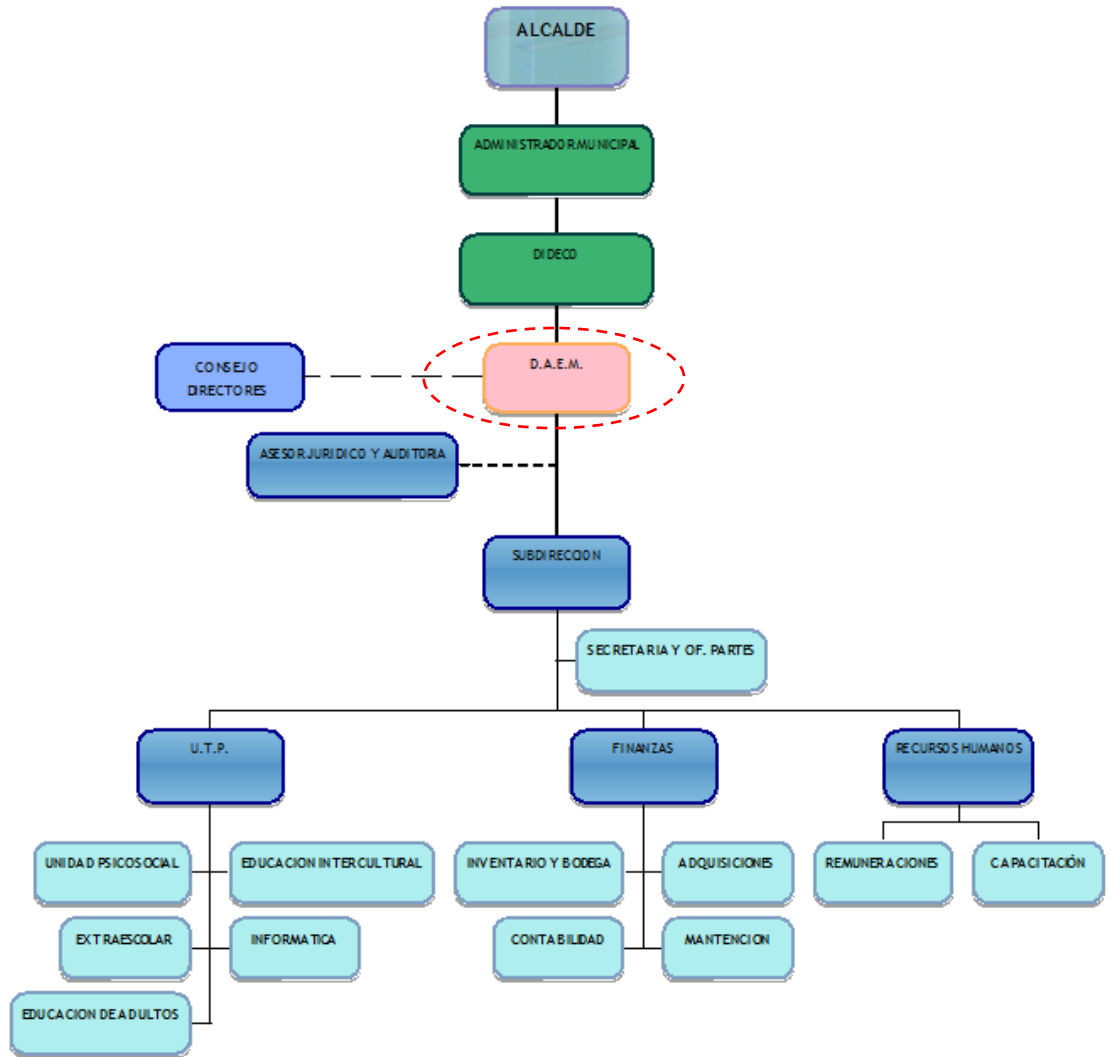 ALCALDE
ADMINISTRADOR MUNICIPAL
DIDECO
D.A.E.M.
CONSEJO
DIRECTORES
ASESOR JURIDICO Y AUDITORIA
SUBDIRECCION
SECRETARIA Y OF. PARTES
U.T.P.
FINANZAS
RECURSOS HUMANOS
UNIDAD PSICOSOCIAL
EDUCACION INTERCULTURAL
INVENTARIO Y BODEGA
ADQUISICIONES
REMUNERACIONES
CAPACITACIÓN
EXTRAESCOLAR
INFORMATICA
CONTABILIDAD
MANTENCION
EDUCACION DE ADULTOS